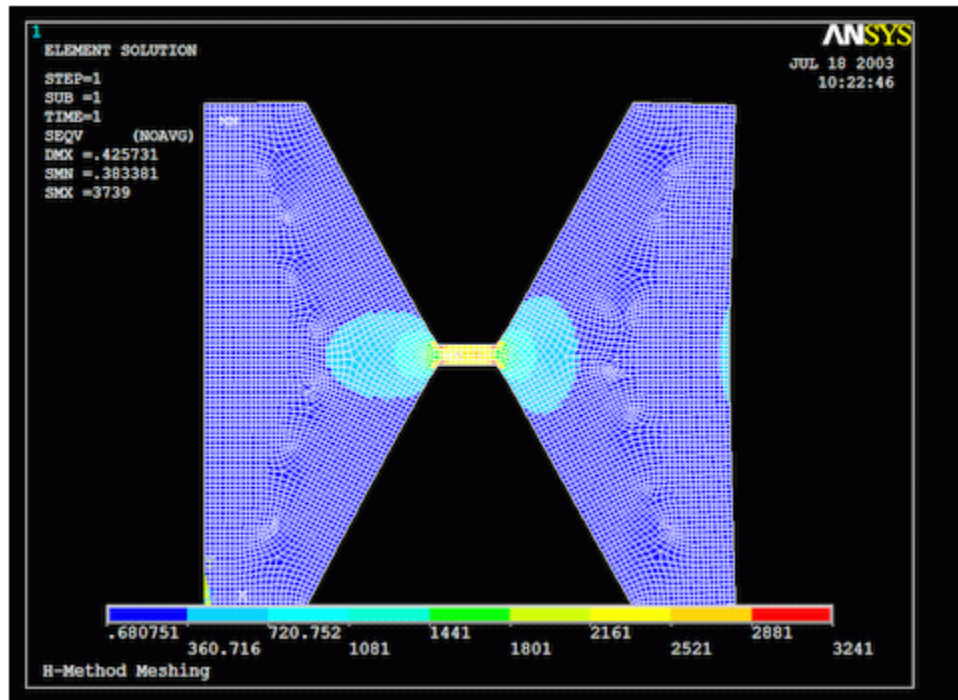 1
ELEMENT SOLUTION
STEP=1
SUB =1
TIME=1
SEQV (NOAVG)
DMX =.425731
SMN =.383381
SMX =3739
ANSYS
JUL 18 2003
10:22:46
MN
X
.680751 720.752 1441 2161 2881
360.716 1081 1801 2521 3241
H-Method Meshing